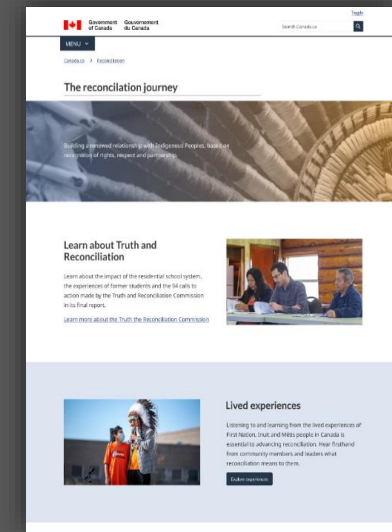 Français
Government of Canada
Gouvernement du Canada
Search Canada.ca
MENU
Canada.ca > Reconciliation
The reconcilation journey
Building a renewed relationship with Indigenous Peoples, based on
recognition of rights, respect and partnership.
Learn about Truth and
Reconciliation
Learn about the impact of the residential school system,
the experiences of former students and the 94 calls to
action made by the Truth and Reconciliation Commission
in its final report.
Learn more about the Truth the Reconciliation Commission
Lived experiences
Listening to and learning from the lived experiences of
First Nation, Inuit and Métis people in Canada is
essential to advancing reconciliation. Hear firsthand
from community members and leaders what
reconciliation means to them.
Explore experiences